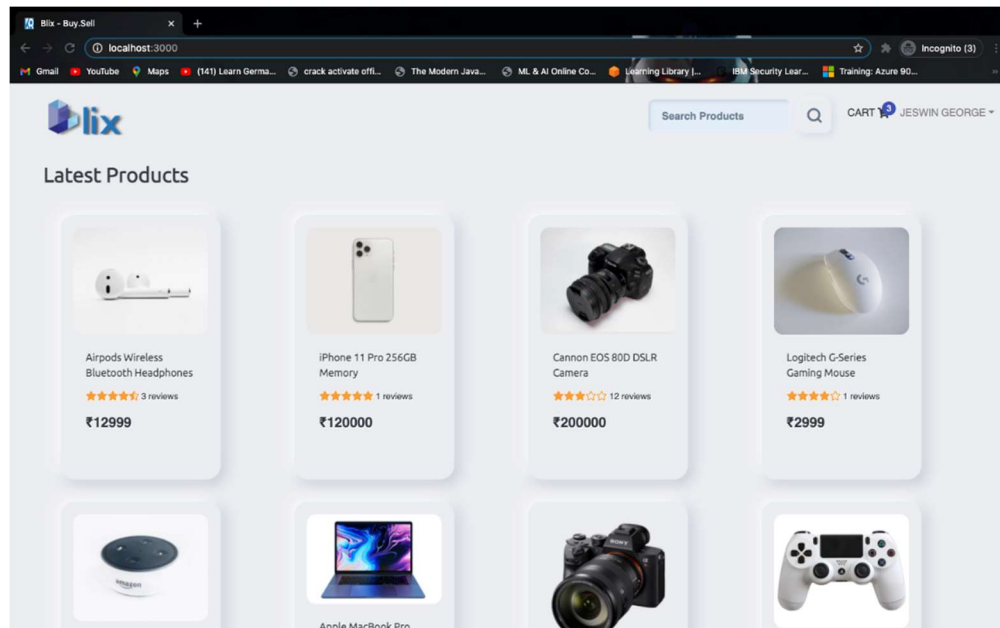 Blix - Buy.Sell
localhost:3000
Incognito (3)
Gmail
YouTube
Maps
(141) Learn Germa...
crack activate offi...
The Modern Java...
ML & AI Online Co...
Learning Library |...
IBM Security Lear...
Training: Azure 90...
Blix
Search Products
CART 3
JESWIN GEORGE
Latest Products
Airpods Wireless
Bluetooth Headphones
3 reviews
₹12999
iPhone 11 Pro 256GB
Memory
1 reviews
₹120000
Cannon EOS 80D DSLR
Camera
12 reviews
₹200000
Logitech G-Series
Gaming Mouse
1 reviews
₹2999
amazon
Apple MacBook Pro
SONY